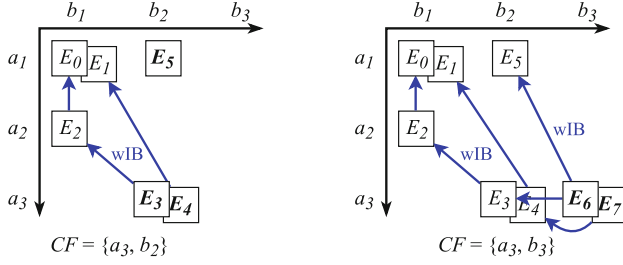 b₁ b₂ b₃ b₁ b₂ b₃
a₁ E₀ E₁ E₅ a₁ E₀ E₁ E₅
a₂ E₂ a₂ E₂
wIB wIB wIB
a₃ E₃ E₄ a₃ E₃ E₄ E₆ E₇
CF = {a₃, b₂} CF = {a₃, b₃}